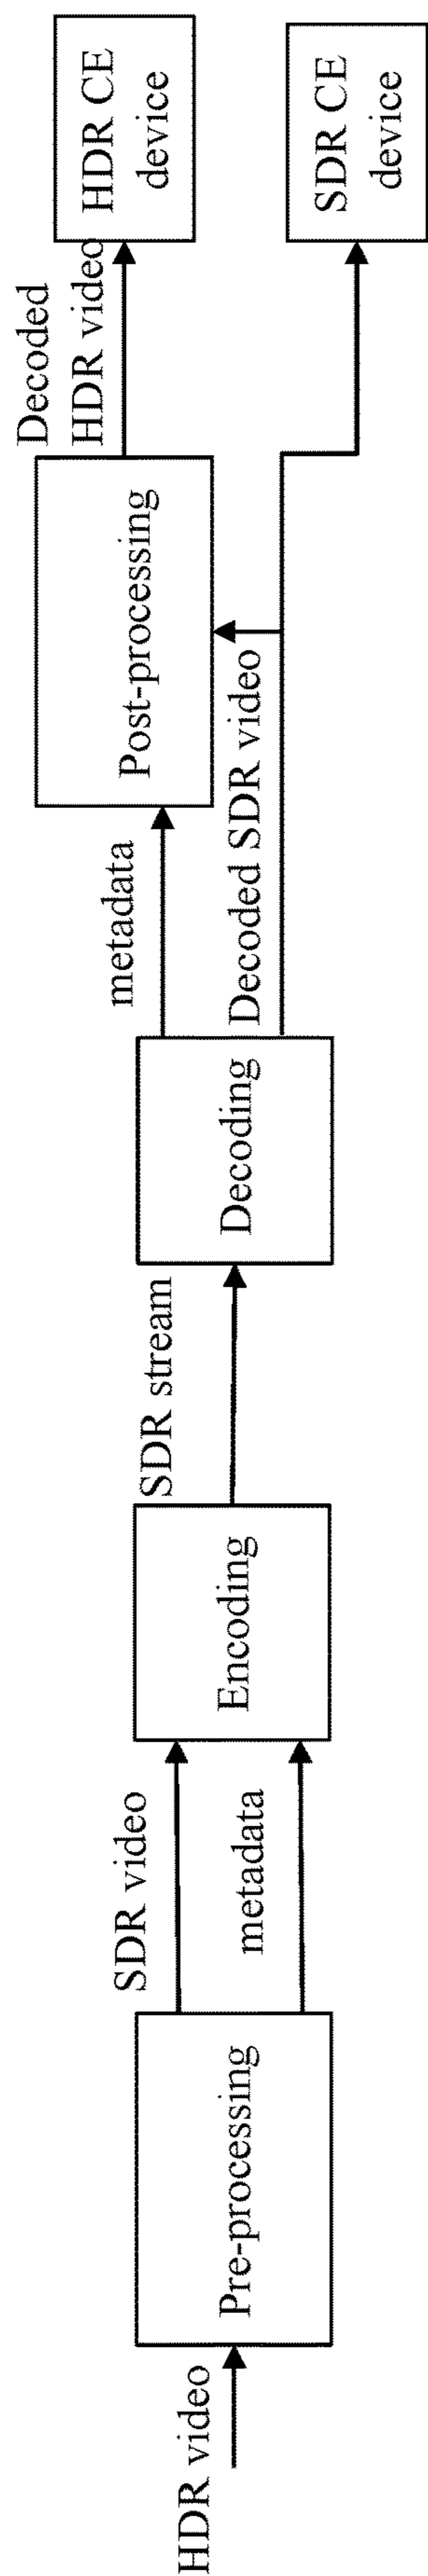 HDR video
Pre-processing
SDR video
metadata
Encoding
SDR stream
Decoding
metadata
Decoded SDR video
Post-processing
Decoded
HDR video
HDR CE
device
SDR CE
device